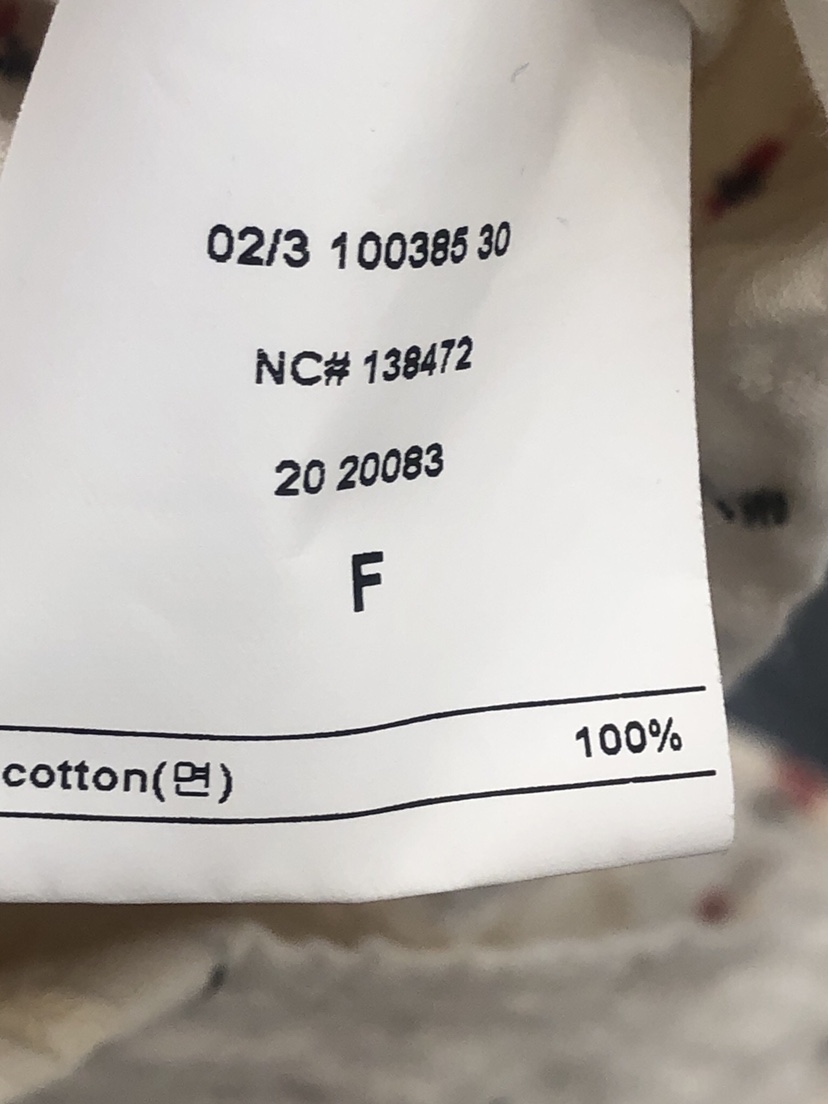 02/3 100385 30
NC# 138472
20 20083
F
cotton(면) 100%